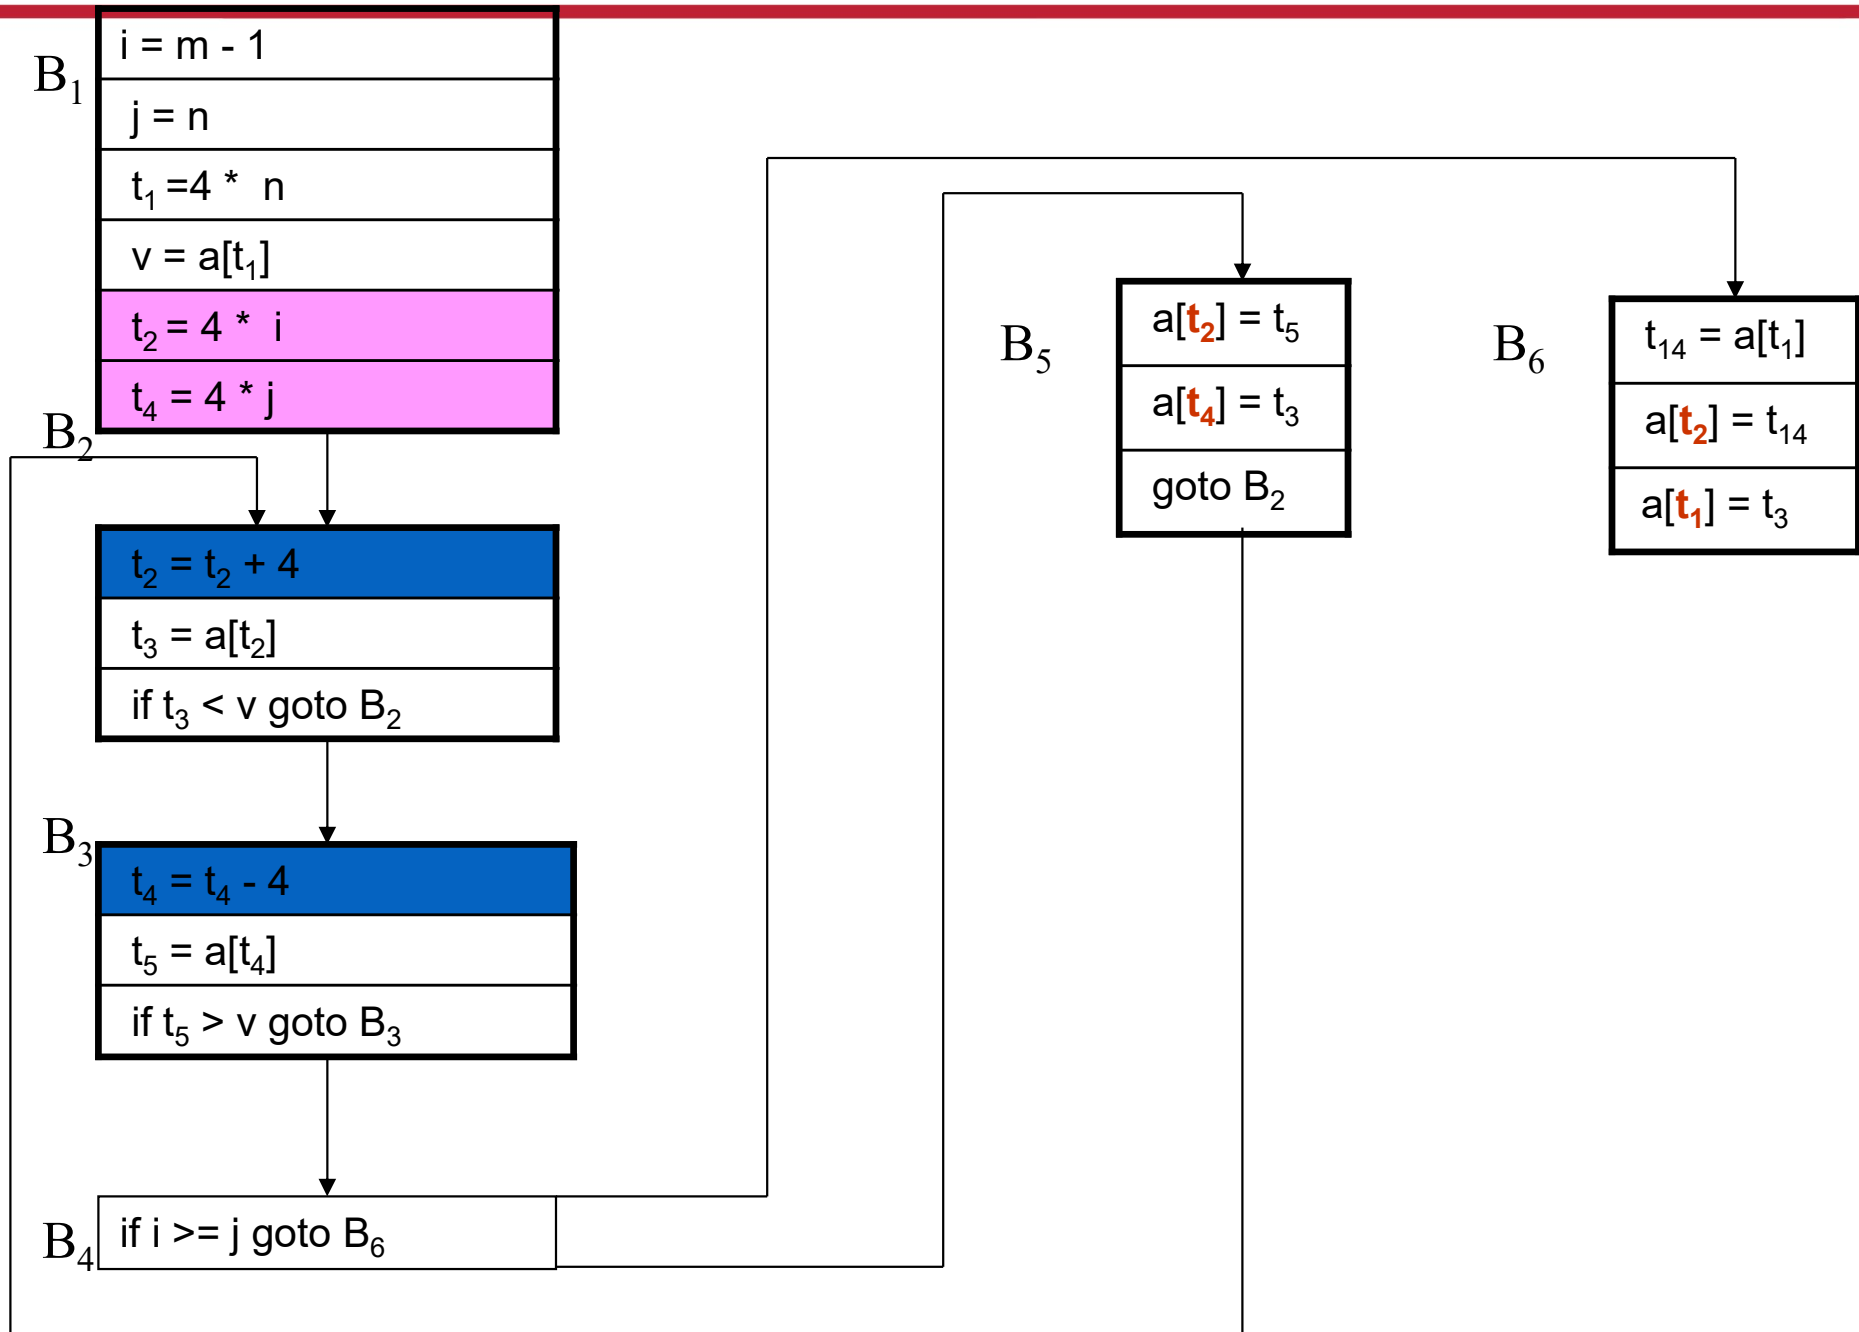 B₁
i = m - 1
j = n
t₁ =4 * n
v = a[t₁]
t₂ = 4 * i
t₄ = 4 * j
B₂
t₂ = t₂ + 4
t₃ = a[t₂]
if t₃ < v goto B₂
B₃
t₄ = t₄ - 4
t₅ = a[t₄]
if t₅ > v goto B₃
B₄
if i >= j goto B₆
B₅
a[t₂] = t₅
a[t₄] = t₃
goto B₂
B₆
t₁₄ = a[t₁]
a[t₂] = t₁₄
a[t₁] = t₃